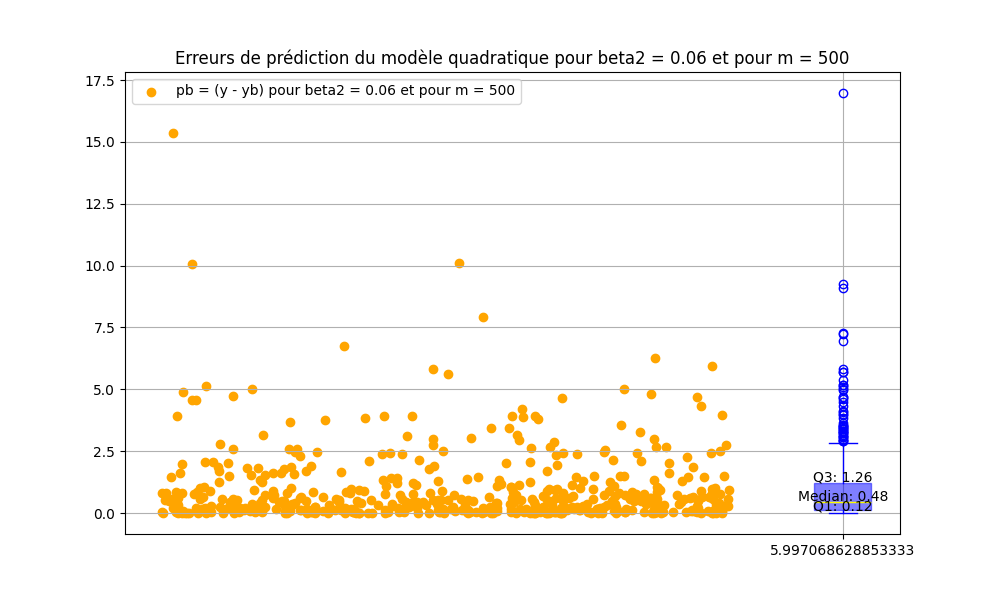 Erreurs de prédiction du modèle quadratique pour beta2 = 0.06 et pour m = 500
pb = (y - yb) pour beta2 = 0.06 et pour m = 500
17.5
15.0
12.5
10.0
7.5
5.0
2.5
0.0
Q3: 1.26
Median: 0.48
Q1: 0.12
5.997068628853333